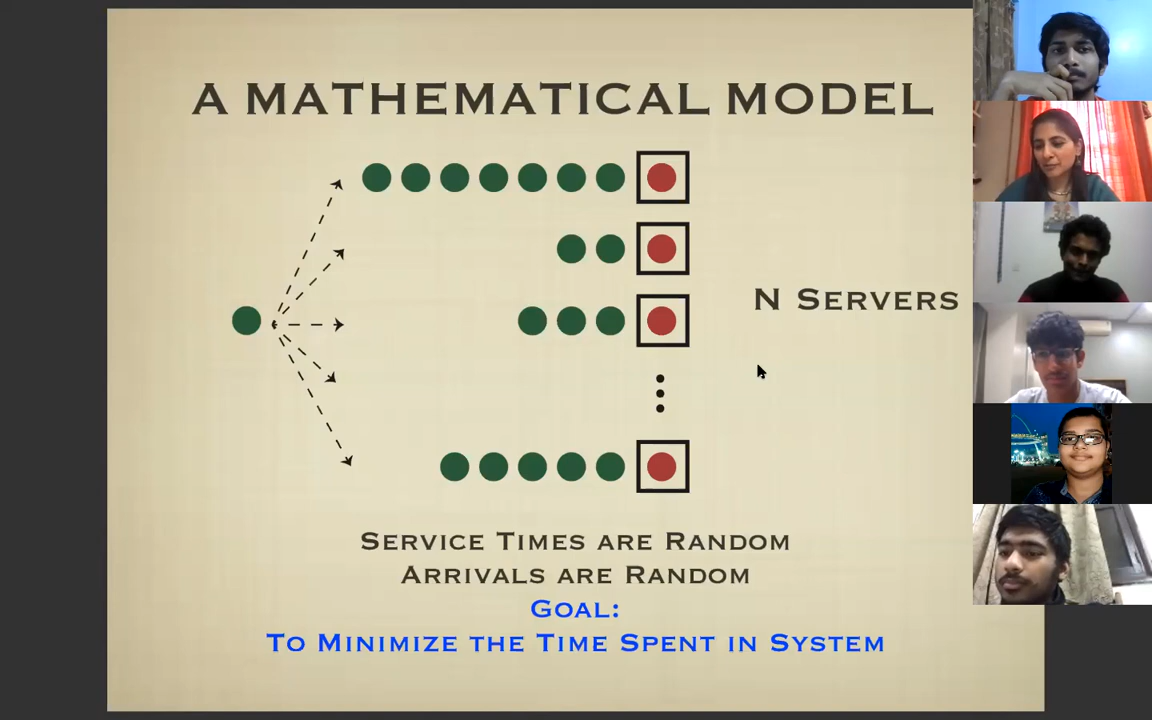 A MATHEMATICAL MODEL
N SERVERS
SERVICE TIMES ARE RANDOM
ARRIVALS ARE RANDOM
GOAL:
TO MINIMIZE THE TIME SPENT IN SYSTEM